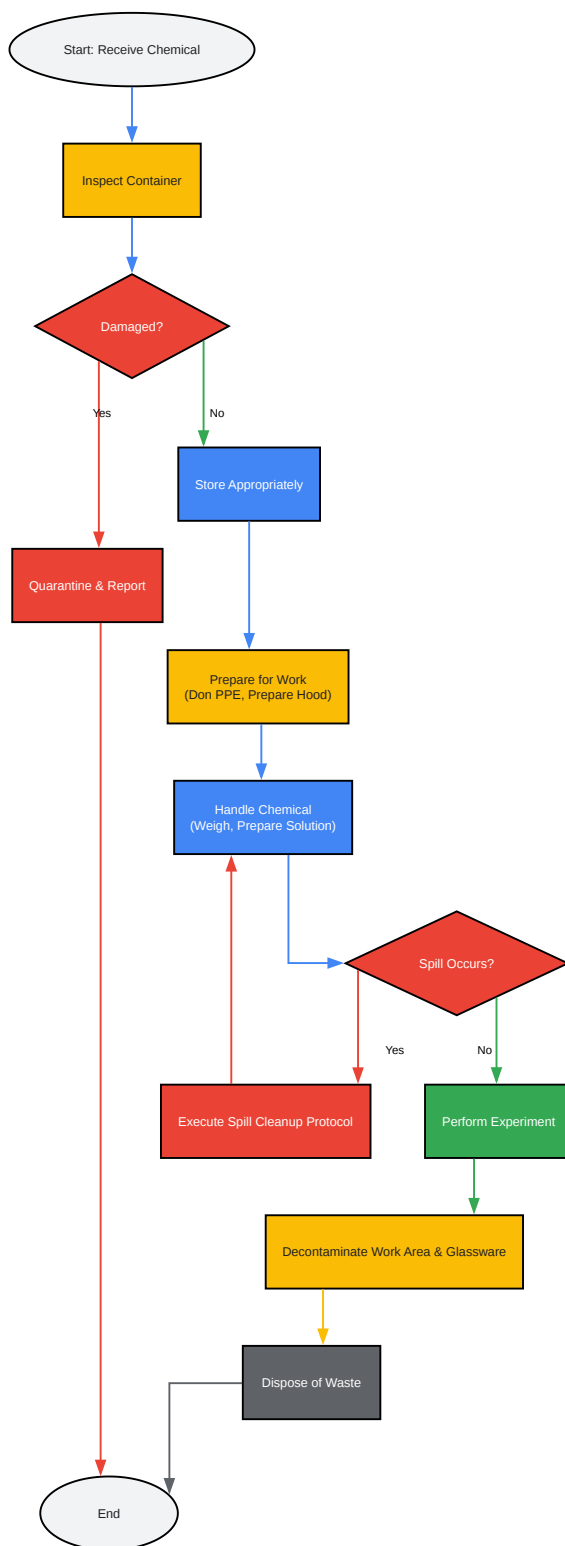 Start: Receive Chemical
Inspect Container
Damaged?
Yes
No
Store Appropriately
Quarantine & Report
Prepare for Work
(Don PPE, Prepare Hood)
Handle Chemical
(Weigh, Prepare Solution)
Spill Occurs?
Yes
No
Execute Spill Cleanup Protocol
Perform Experiment
Decontaminate Work Area & Glassware
Dispose of Waste
End